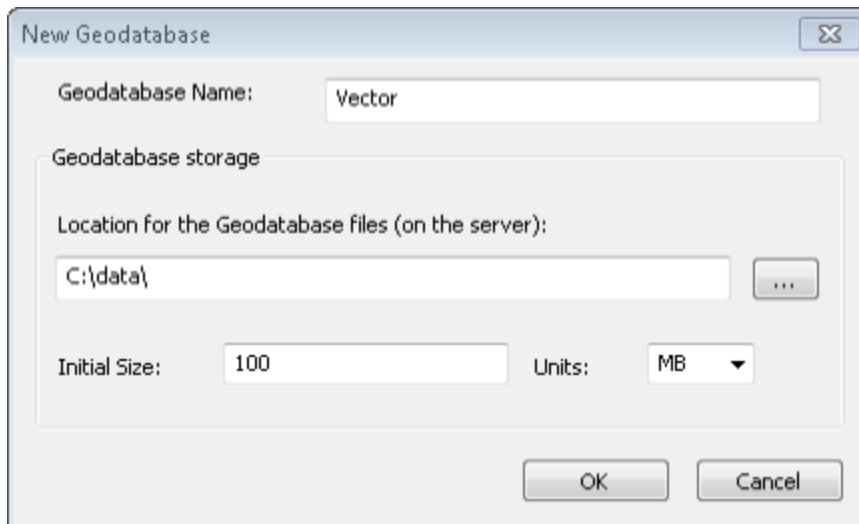 New Geodatabase
Geodatabase Name: Vector
Geodatabase storage
Location for the Geodatabase files (on the server):
C:\data\ ...
Initial Size: 100 Units: MB
OK Cancel